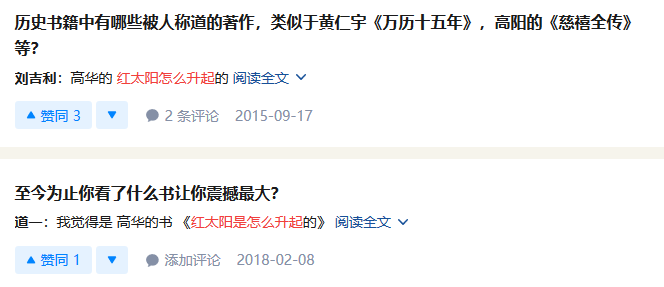 历史书籍中有哪些被人称道的著作，类似于黄仁宇《万历十五年》，高阳的《慈禧全传》
等？
刘吉利：高华的 红太阳怎么升起的 阅读全文
赞同 3 2 条评论 2015-09-17
至今为止你看了什么书让你震撼最大？
道一：我觉得是 高华的书 《红太阳是怎么升起的》 阅读全文
赞同 1 添加评论 2018-02-08